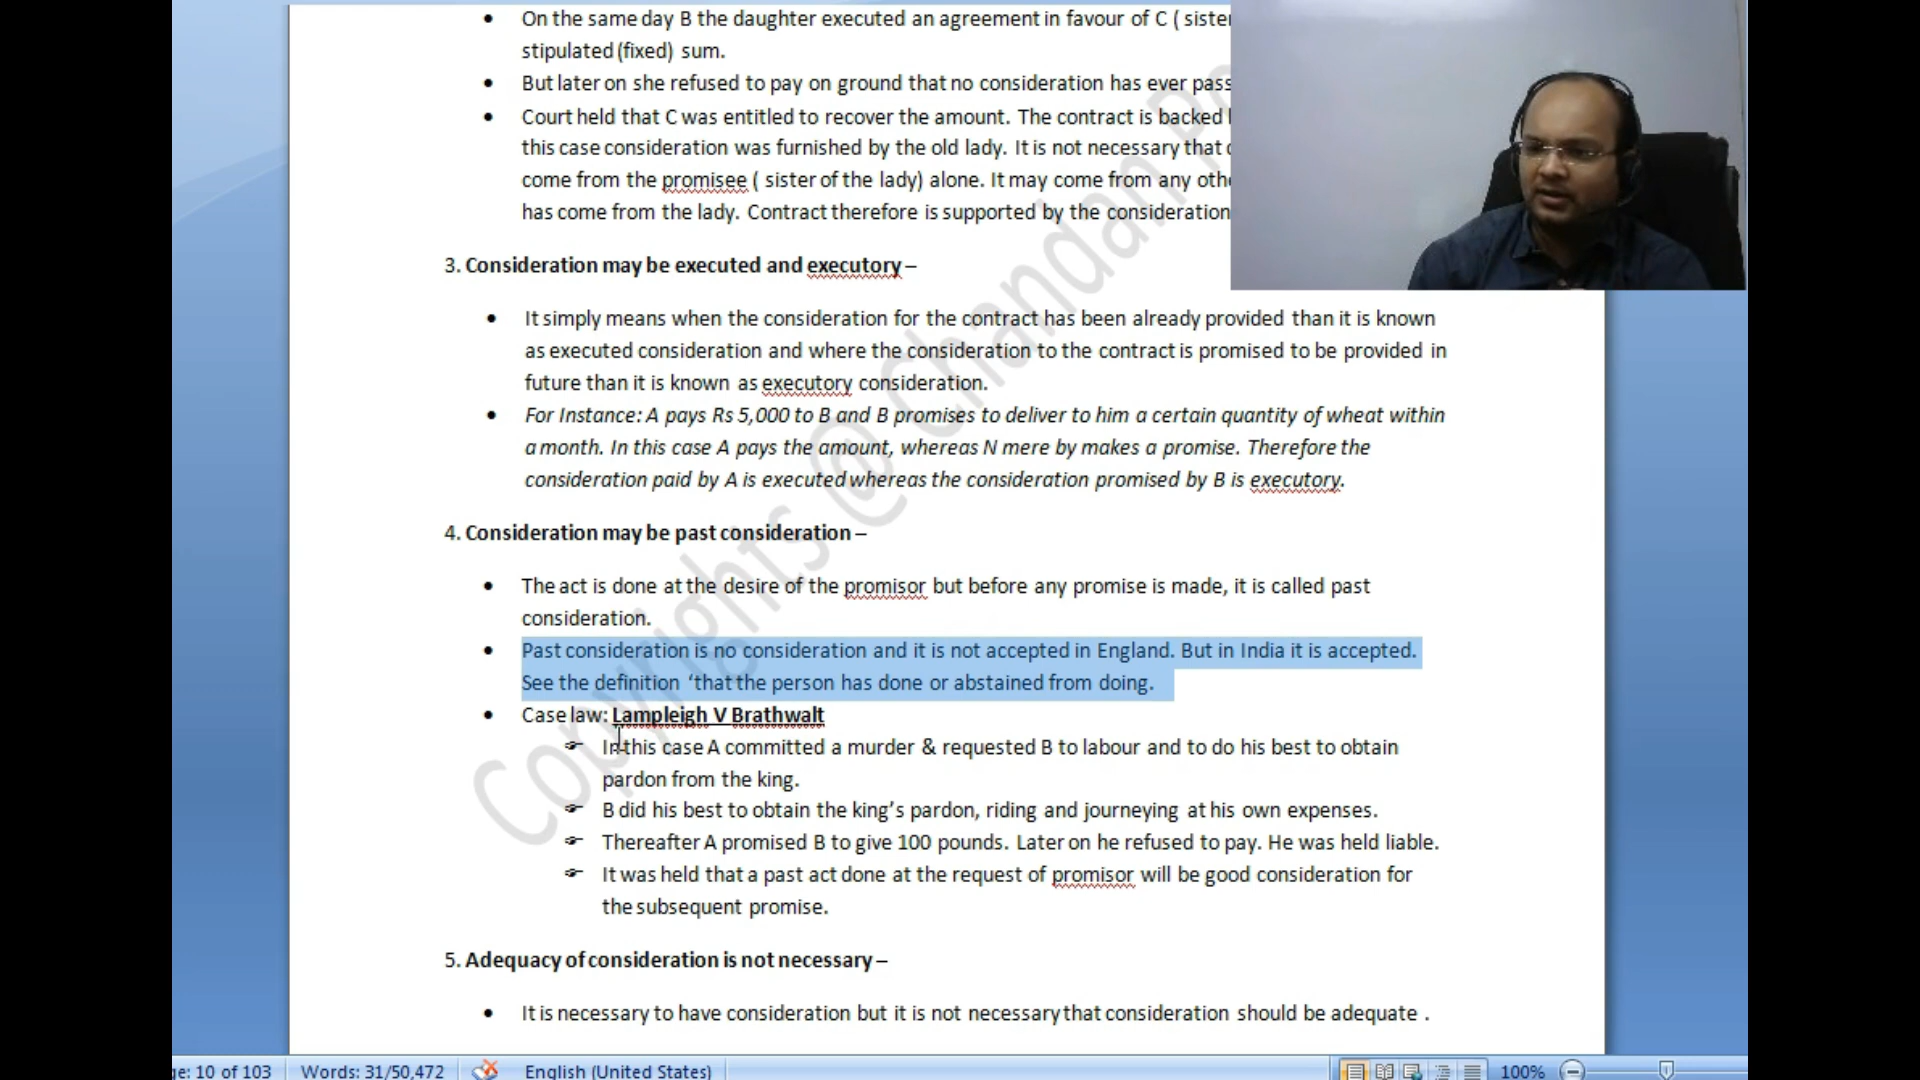 On the same day B the daughter executed an agreement in favour of C ( sister
stipulated (fixed) sum.
But later on she refused to pay on ground that no consideration has ever pass
Court held that C was entitled to recover the amount. The contract is backed
this case consideration was furnished by the old lady. It is not necessary that
come from the promisee ( sister of the lady) alone. It may come from any othe
has come from the lady. Contract therefore is supported by the consideration
3. Consideration may be executed and executory –
It simply means when the consideration for the contract has been already provided than it is known
as executed consideration and where the consideration to the contract is promised to be provided in
future than it is known as executory consideration.
For Instance: A pays Rs 5,000 to B and B promises to deliver to him a certain quantity of wheat within
a month. In this case A pays the amount, whereas N mere by makes a promise. Therefore the
consideration paid by A is executed whereas the consideration promised by B is executory.
4. Consideration may be past consideration –
The act is done at the desire of the promisor but before any promise is made, it is called past
consideration.
Past consideration is no consideration and it is not accepted in England. But in India it is accepted.
See the definition ‘that the person has done or abstained from doing.
Case law: Lampleigh V Brathwalt
In this case A committed a murder & requested B to labour and to do his best to obtain
pardon from the king.
B did his best to obtain the king’s pardon, riding and journeying at his own expenses.
Thereafter A promised B to give 100 pounds. Later on he refused to pay. He was held liable.
It was held that a past act done at the request of promisor will be good consideration for
the subsequent promise.
5. Adequacy of consideration is not necessary –
It is necessary to have consideration but it is not necessary that consideration should be adequate .
Copyrights @ Chandan Po
ge: 10 of 103 Words: 31/50,472 English (United States) 100%